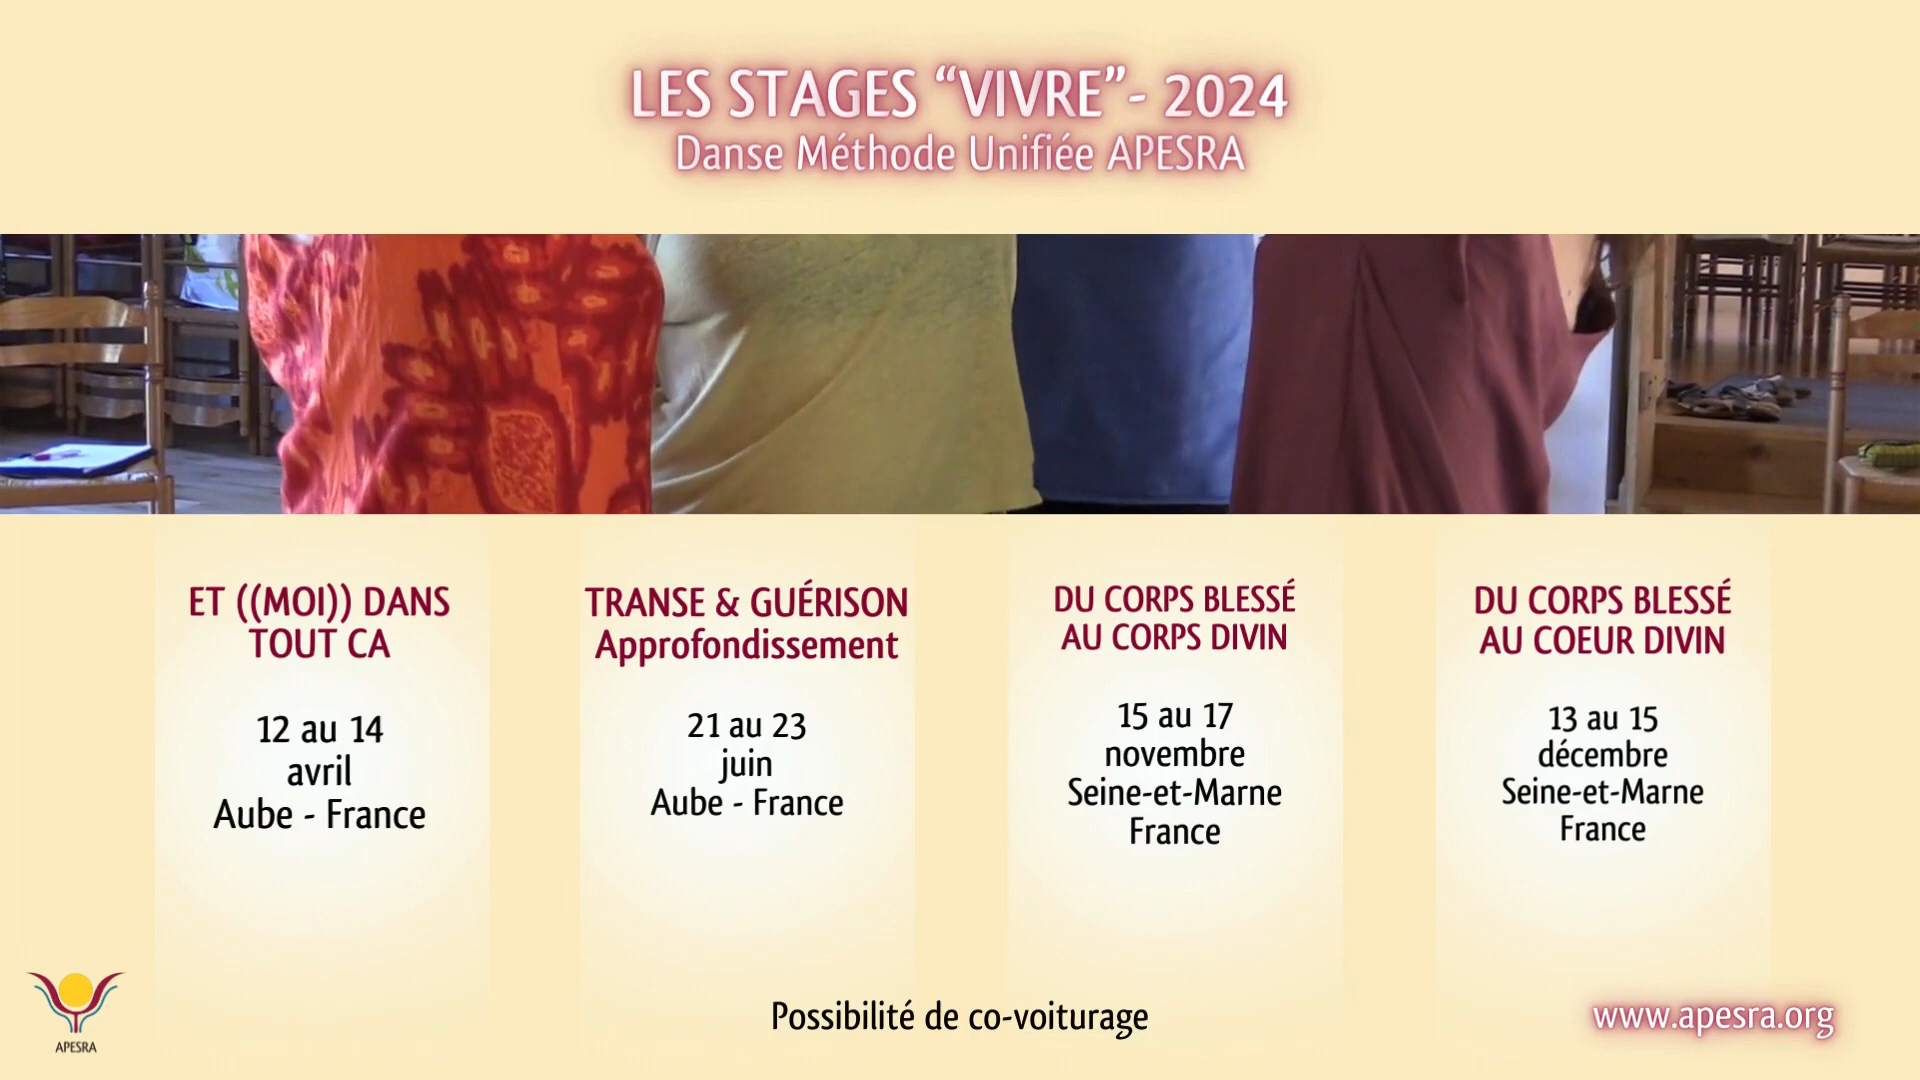 LES STAGES “VIVRE”- 2024
Danse Méthode Unifiée APESRA
ET ((MOI)) DANS
TOUT CA
12 au 14
avril
Aube - France
TRANSE & GUÉRISON
Approfondissement
21 au 23
juin
Aube - France
DU CORPS BLESSÉ
AU CORPS DIVIN
15 au 17
novembre
Seine-et-Marne
France
DU CORPS BLESSÉ
AU COEUR DIVIN
13 au 15
décembre
Seine-et-Marne
France
APESRA
Possibilité de co-voiturage
www.apesra.org